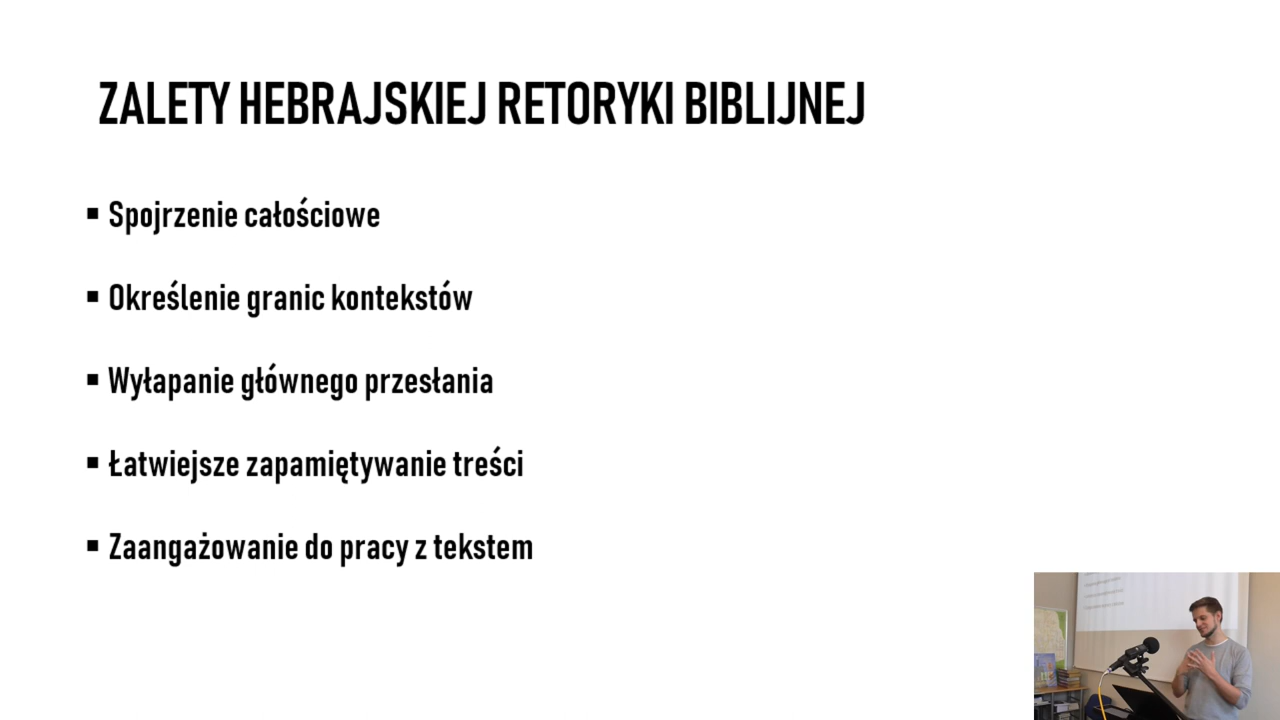 ZALETY HEBRAJSKIEJ RETORYKI BIBLIJNEJ
▪ Spojrzenie całościowe
▪ Określenie granic kontekstów
▪ Wyłapanie głównego przesłania
▪ Łatwiejsze zapamiętywanie treści
▪ Zaangażowanie do pracy z tekstem